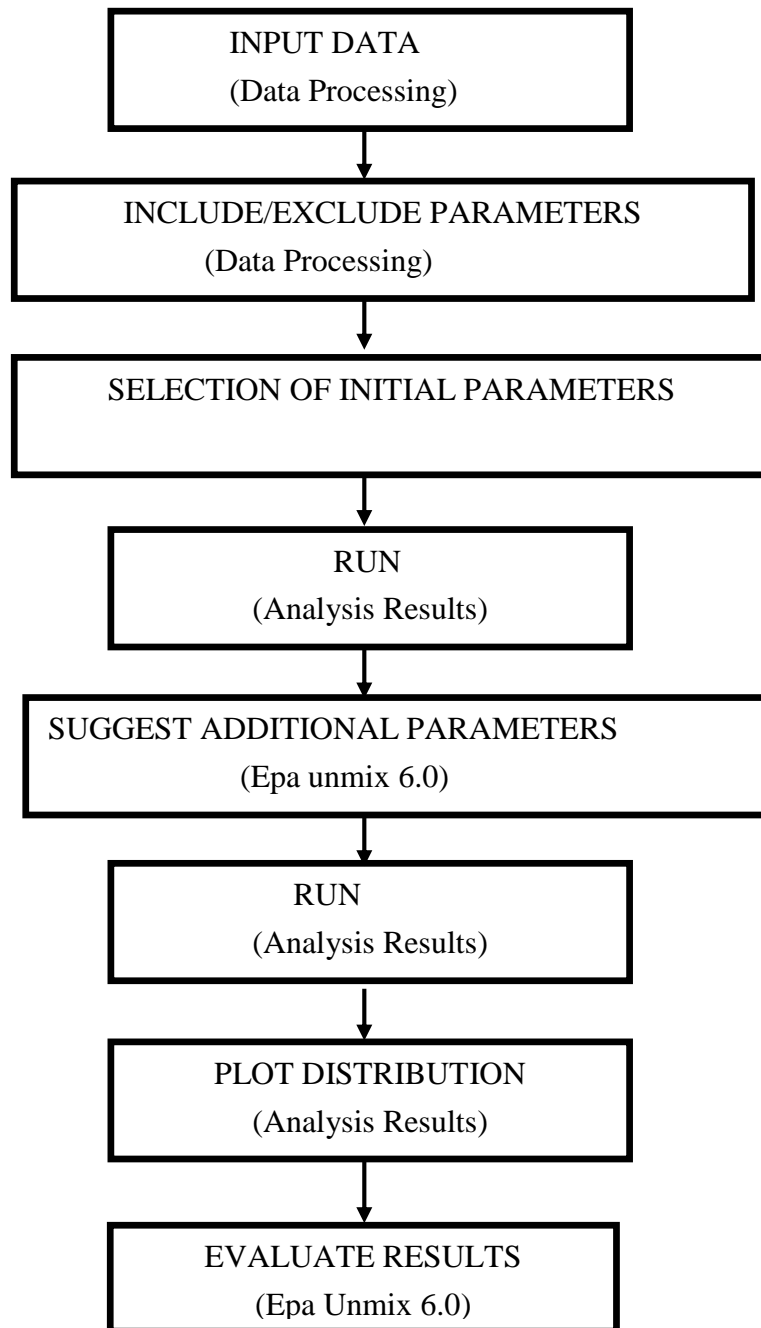 INPUT DATA
(Data Processing)
INCLUDE/EXCLUDE PARAMETERS
(Data Processing)
SELECTION OF INITIAL PARAMETERS
RUN
(Analysis Results)
SUGGEST ADDITIONAL PARAMETERS
(Epa unmix 6.0)
RUN
(Analysis Results)
PLOT DISTRIBUTION
(Analysis Results)
EVALUATE RESULTS
(Epa Unmix 6.0)